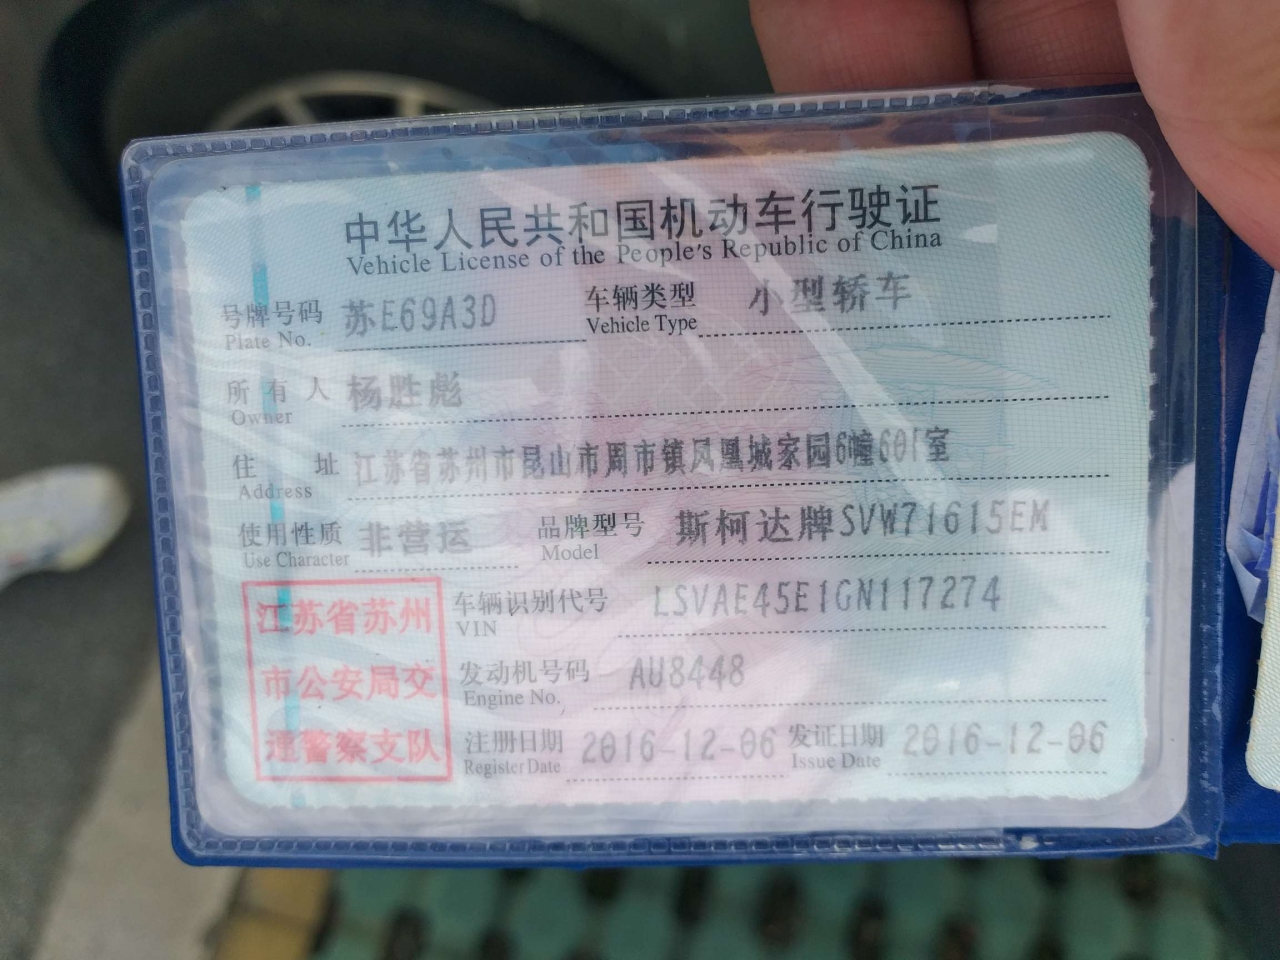 中华人民共和国机动车行驶证
Vehicle License of the People's Republic of China
号牌号码 苏E69A3D 车辆类型 小型轿车
Plate No. Vehicle Type
所有人 杨胜彪
Owner
住址 江苏省苏州市昆山市周市镇凤凰城家园6幢601室
Address
使用性质 非营运 品牌型号 斯柯达牌SVW71615EM
Use Character Model
江苏省苏州
市公安局交
通警察支队
车辆识别代号 LSVAE45E1GN117274
VIN
发动机号码 AU8448
Engine No.
注册日期 2016-12-06 发证日期 2016-12-06
Register Date Issue Date